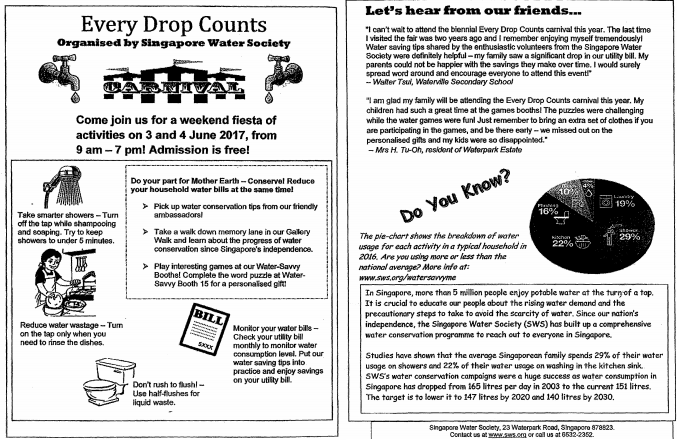 Every Drop Counts
Organised by Singapore Water Society
CARNIVAL
Come join us for a weekend fiesta of
activities on 3 and 4 June 2017, from
9 am – 7 pm! Admission is free!
Take smarter showers – Turn
off the tap while shampooing
and soaping. Try to keep
showers to under 5 minutes.
Do your part for Mother Earth – Conserve! Reduce
your household water bills at the same time!
Pick up water conservation tips from our friendly
ambassadors!
Take a walk down memory lane in our Gallery
Walk and learn about the progress of water
conservation since Singapore's independence.
Play interesting games at our Water-Savvy
Booths! Complete the word puzzle at Water-
Savvy Booth 15 for a personalised gift!
Reduce water wastage – Turn
on the tap only when you
need to rinse the dishes.
BILL
$XXX
Monitor your water bills –
Check your utility bill
monthly to monitor water
consumption level. Put our
water saving tips into
practice and enjoy savings
on your utility bill.
Don't rush to flush! –
Use half-flushes for
liquid waste.
Let's hear from our friends...
"I can't wait to attend the biennial Every Drop Counts carnival this year. The last time
I visited the fair was two years ago and I remember enjoying myself tremendously!
Water saving tips shared by the enthusiastic volunteers from the Singapore Water
Society were definitely helpful – my family saw a significant drop in our utility bill. My
parents could not be happier with the savings they make over time. I would surely
spread word around and encourage everyone to attend this event!"
– Walter Tsui, Waterville Secondary School
"I am glad my family will be attending the Every Drop Counts carnival this year. My
children had such a great time at the games booths! The puzzles were challenging
while the water games were fun! Just remember to bring an extra set of clothes if you
are participating in the games, and be there early – we missed out on the
personalised gifts and my kids were so disappointed."
– Mrs H. Tu-Oh, resident of Waterpark Estate
Do You Know?
10%
4%
Laundry
19%
Flushing
16%
Kitchen
22%
Shower
29%
The pie-chart shows the breakdown of water
usage for each activity in a typical household in
2016. Are you using more or less than the
national average? More info at:
www.sws.org/watersavvyme
In Singapore, more than 5 million people enjoy potable water at the turn of a tap.
It is crucial to educate our people about the rising water demand and the
precautionary steps to take to avoid the scarcity of water. Since our nation's
independence, the Singapore Water Society (SWS) has built up a comprehensive
water conservation programme to reach out to everyone in Singapore.
Studies have shown that the average Singaporean family spends 29% of their water
usage on showers and 22% of their water usage on washing in the kitchen sink.
SWS's water conservation campaigns were a huge success as water consumption in
Singapore has dropped from 165 litres per day in 2003 to the current 151 litres.
The target is to lower it to 147 litres by 2020 and 140 litres by 2030.
Singapore Water Society, 23 Waterpark Road, Singapore 878823.
Contact us at www.sws.org or call us at 6532-2352.